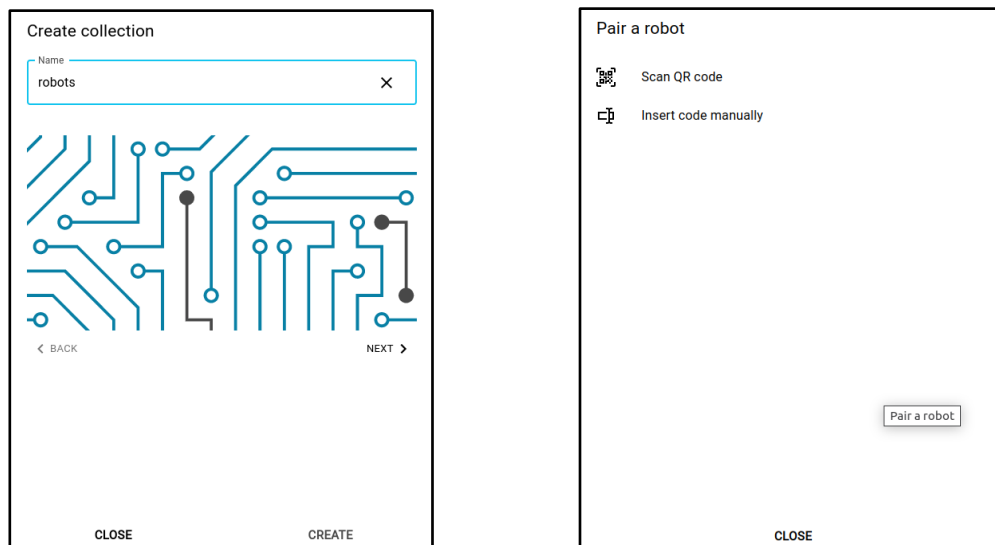 Create collection
Name
robots
BACK
NEXT
CLOSE
CREATE
Pair a robot
Scan QR code
Insert code manually
Pair a robot
CLOSE